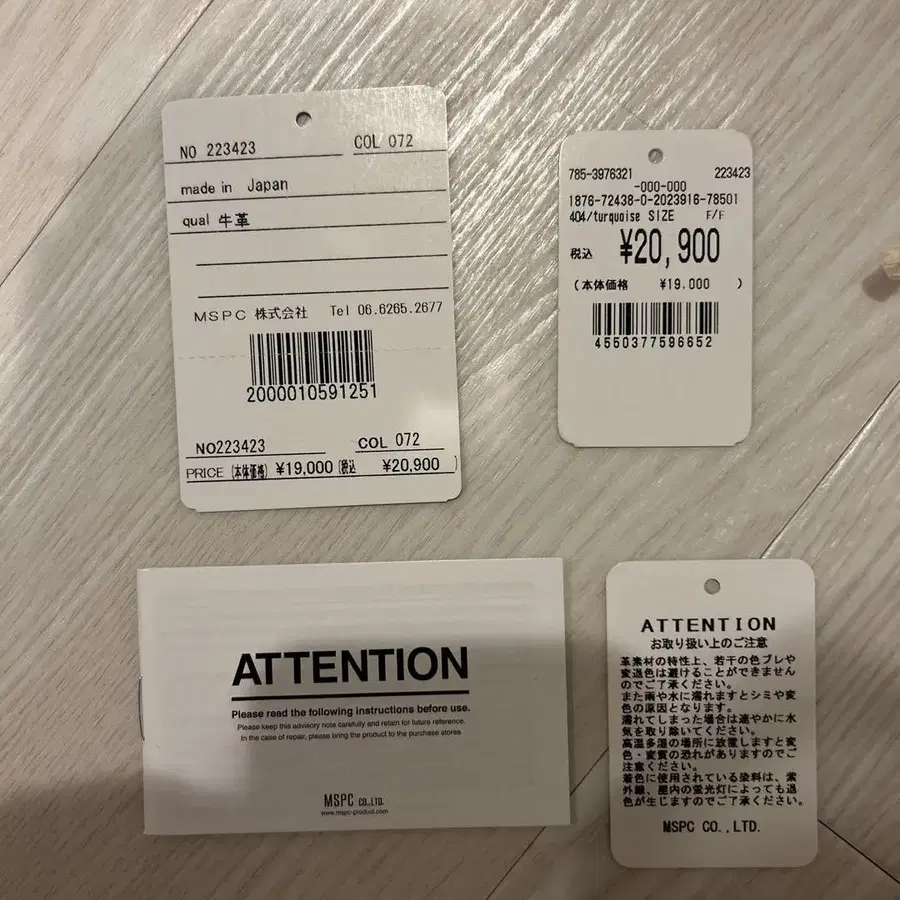 NO 223423 COL 072
made in Japan
qual 牛革
MSPC 株式会社 Tel 06.6265.2677
2000010591251
NO223423 COL 072
PRICE (本体価格) ¥19,000 (税込 ¥20,900 )
785-3976321 223423
-000-000
1876-72438-0-2023916-78501
404/turquoise SIZE F/F
税込 ¥20,900
(本体価格 ¥19,000 )
4550377596652
ATTENTION
Please read the following instructions before use.
Please keep this advisory note carefully and retain for future reference.
In the case of repair, please bring the product to the purchase stores
MSPC CO.,LTD.
www.mspc-product.com
ATTENTION
お取り扱い上のご注意
革素材の特性上、若干の色ブレや
変退色は避けることができません
のでご了承ください。
また雨や水に濡れますとシミや変
色の原因となります。
濡れてしまった場合は速やかに水
気を取り除いてください。
高温多湿の場所に放置しますと変
色・変質の恐れがありますのでご
注意ください。
着色に使用されている染料は、紫
外線、屋内の蛍光灯によっても退
色が生じますのでご了承ください。
MSPC CO.,LTD.